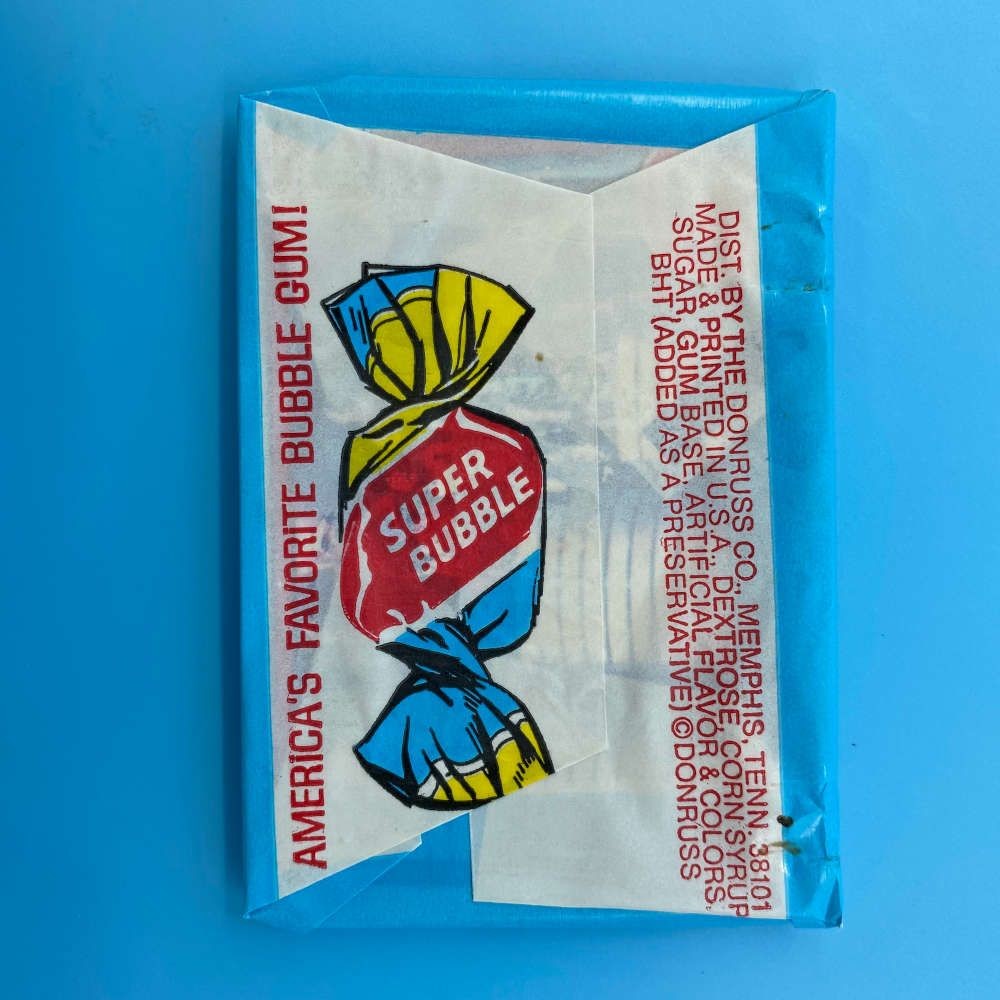 AMERICA'S FAVORITE BUBBLE GUM!
SUPER
BUBBLE
DIST. BY THE DONRUSS CO., MEMPHIS, TENN. 38101
MADE & PRINTED IN U.S.A., DEXTROSE, CORN SYRUP
SUGAR, GUM BASE, ARTIFICIAL FLAVOR & COLORS,
BHT (ADDED AS A PRESERVATIVE) © DONRUSS